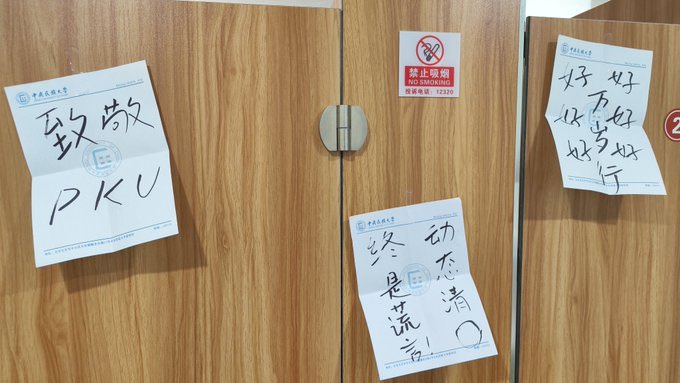 中央民族大学
致敬
PKU
禁止吸烟
NO SMOKING
投诉电话：12320
中央民族大学
动态清〇
终是谎言！
中央民族大学
好好好
万岁行
好好好
2